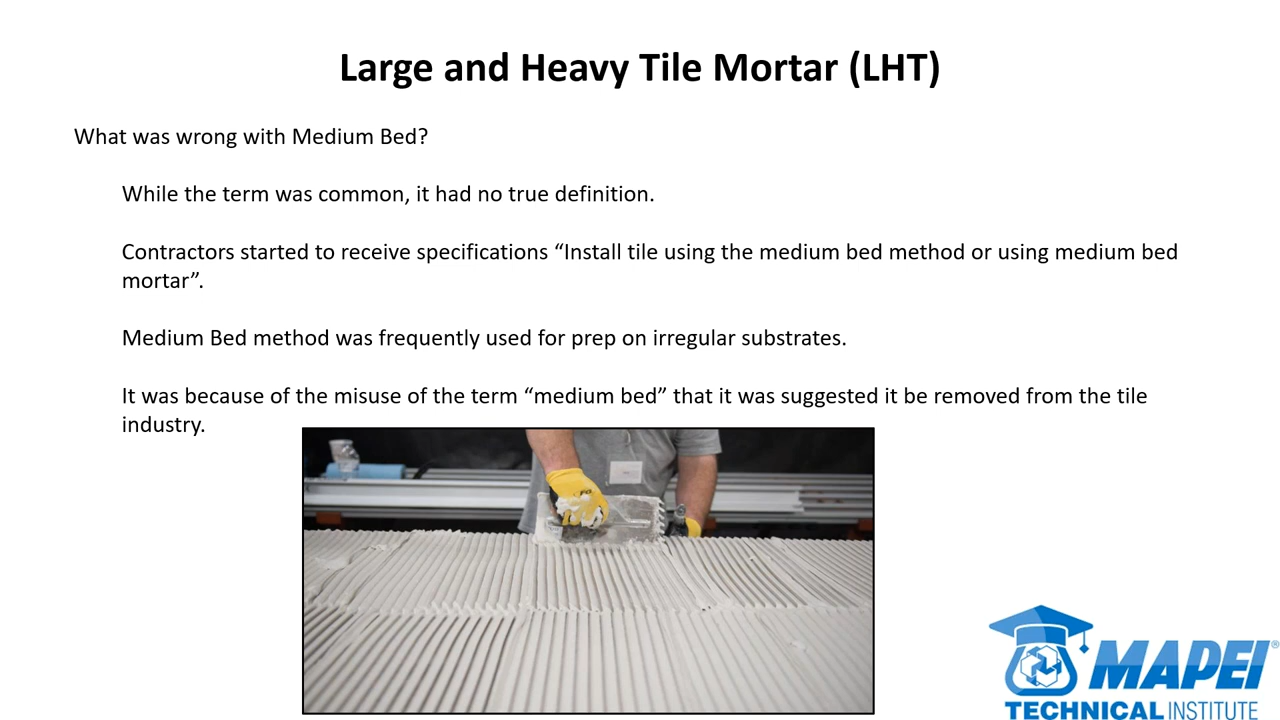 Large and Heavy Tile Mortar (LHT)
What was wrong with Medium Bed?
While the term was common, it had no true definition.
Contractors started to receive specifications “Install tile using the medium bed method or using medium bed
mortar”.
Medium Bed method was frequently used for prep on irregular substrates.
It was because of the misuse of the term “medium bed” that it was suggested it be removed from the tile
industry.
MAPEI®
TECHNICAL INSTITUTE